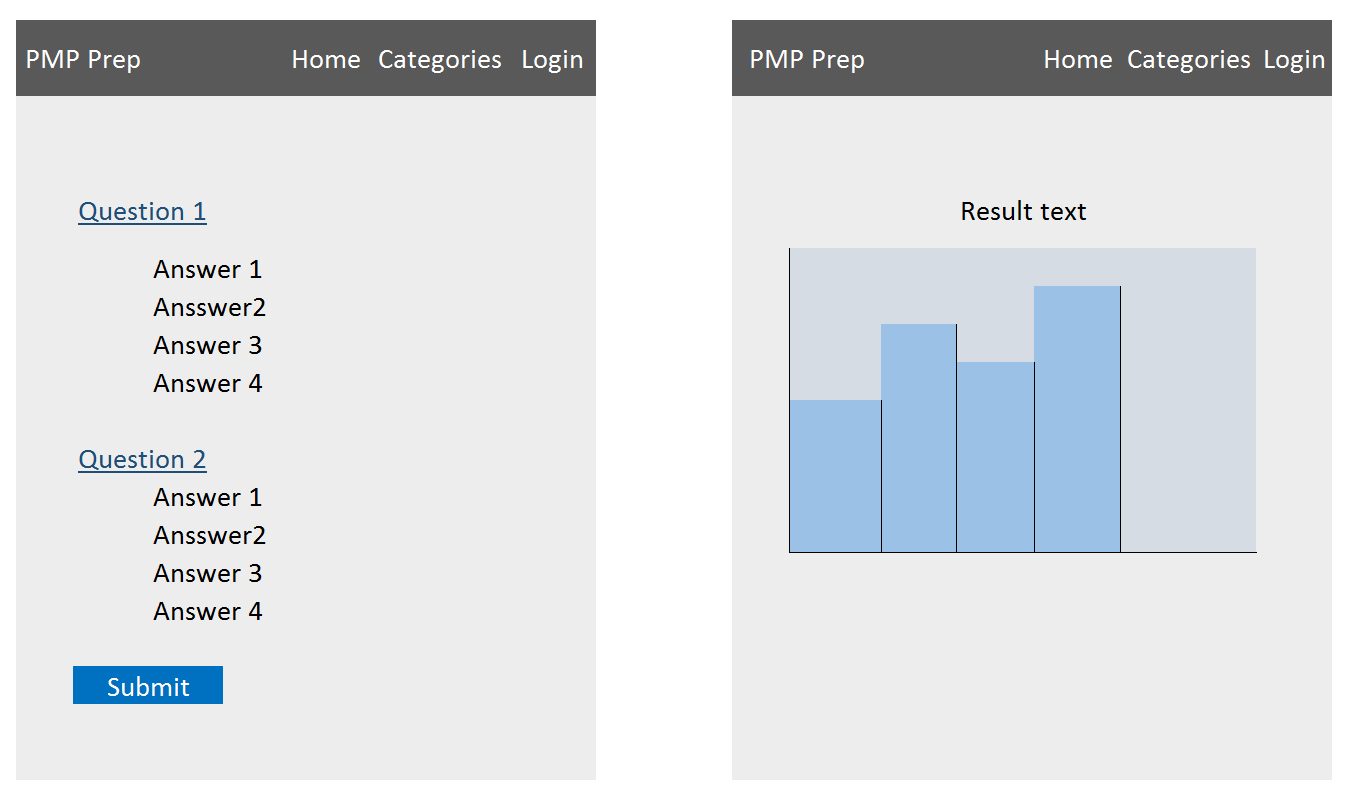 PMP Prep Home Categories Login
Question 1
Answer 1
Ansswer2
Answer 3
Answer 4
Question 2
Answer 1
Ansswer2
Answer 3
Answer 4
Submit
PMP Prep Home Categories Login
Result text